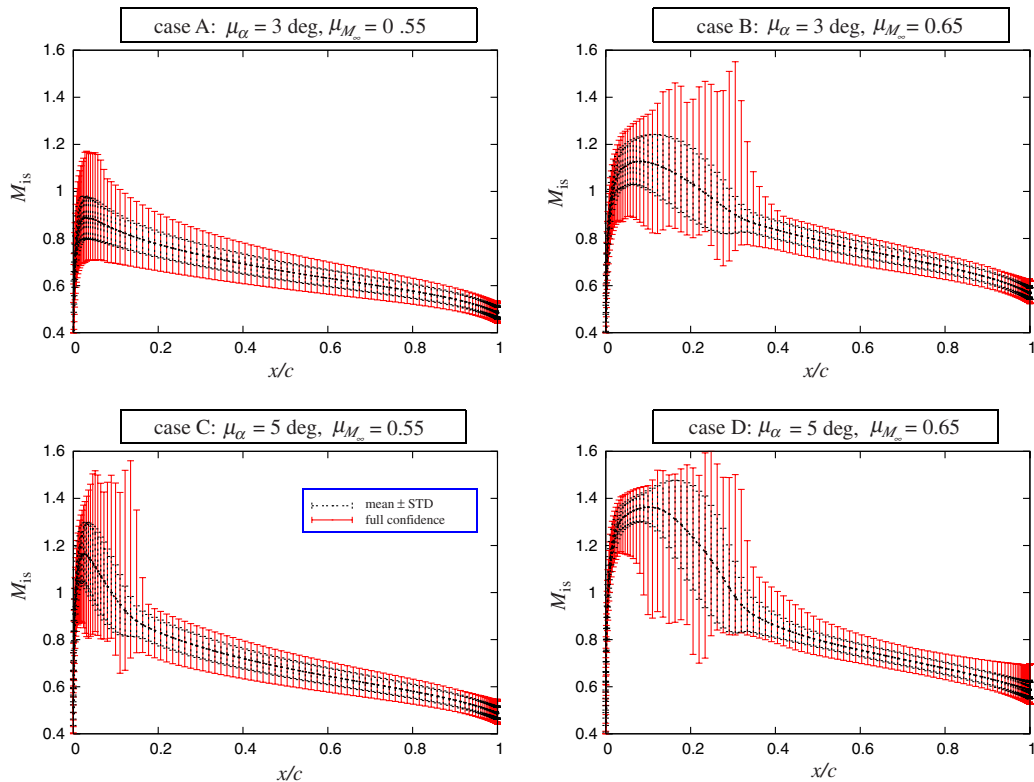 case A: μα = 3 deg, μM∞ = 0 .55
case B: μα = 3 deg, μM∞ = 0.65
1.6
1.4
1.2
1
0.8
0.6
0.4
Mis
0 0.2 0.4 0.6 0.8 1
x/c
1.6
1.4
1.2
1
0.8
0.6
0.4
Mis
0 0.2 0.4 0.6 0.8 1
x/c
case C: μα = 5 deg, μM∞ = 0.55
case D: μα = 5 deg, μM∞ = 0.65
1.6
1.4
1.2
1
0.8
0.6
0.4
Mis
mean ± STD
full confidence
0 0.2 0.4 0.6 0.8 1
x/c
1.6
1.4
1.2
1
0.8
0.6
0.4
Mis
0 0.2 0.4 0.6 0.8 1
x/c